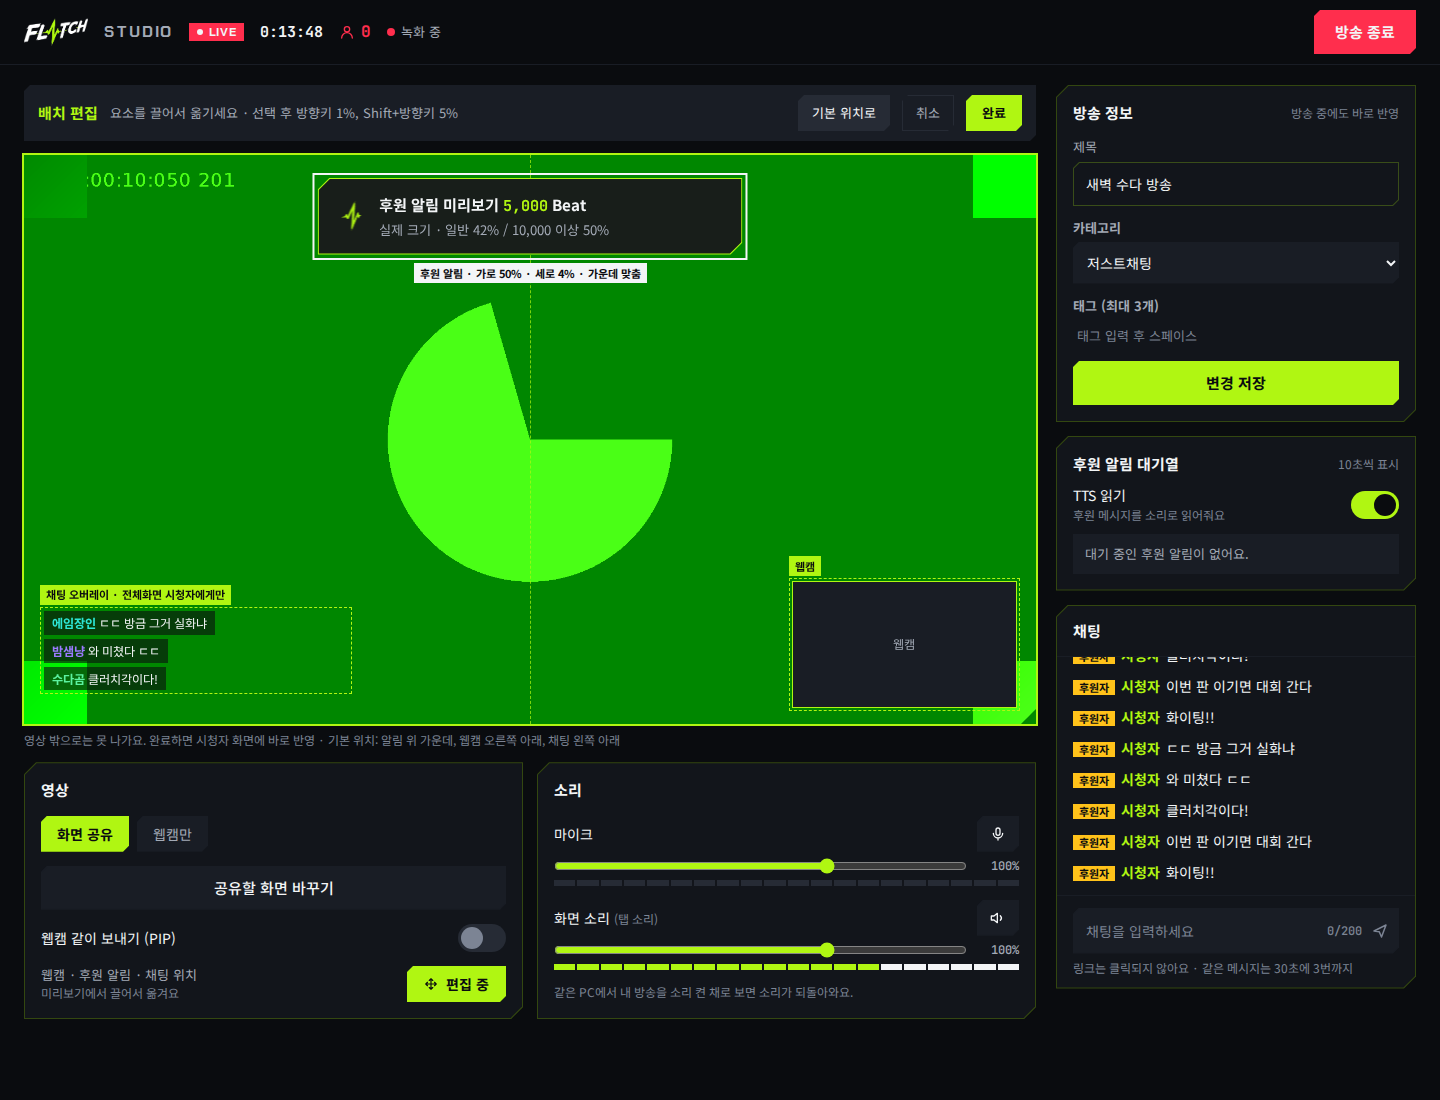 FLATCH STUDIO LIVE 0:13:48 0 녹화 중
방송 종료
배치 편집 요소를 끌어서 옮기세요 · 선택 후 방향키 1%, Shift+방향키 5%
기본 위치로 취소 완료
:00:10:050 201
후원 알림 미리보기 5,000 Beat
실제 크기 · 일반 42% / 10,000 이상 50%
후원 알림 · 가로 50% · 세로 4% · 가운데 맞춤
채팅 오버레이 · 전체화면 시청자에게만
에임장인 ㄷㄷ 방금 그거 실화냐
밤샘냥 와 미쳤다 ㄷㄷ
수다곰 클러치각이다!
웹캠
웹캠
영상 밖으로는 못 나가요. 완료하면 시청자 화면에 바로 반영 · 기본 위치: 알림 위 가운데, 웹캠 오른쪽 아래, 채팅 왼쪽 아래
영상
화면 공유 웹캠만
공유할 화면 바꾸기
웹캠 같이 보내기 (PIP)
웹캠 · 후원 알림 · 채팅 위치
미리보기에서 끌어서 옮겨요
편집 중
소리
마이크
100%
화면 소리 (탭 소리)
100%
같은 PC에서 내 방송을 소리 켠 채로 보면 소리가 되돌아와요.
방송 정보 방송 중에도 바로 반영
제목
새벽 수다 방송
카테고리
저스트채팅
태그 (최대 3개)
태그 입력 후 스페이스
변경 저장
후원 알림 대기열 10초씩 표시
TTS 읽기
후원 메시지를 소리로 읽어줘요
대기 중인 후원 알림이 없어요.
채팅
후원자 시청자 클러치각이다!
후원자 시청자 이번 판 이기면 대회 간다
후원자 시청자 화이팅!!
후원자 시청자 ㄷㄷ 방금 그거 실화냐
후원자 시청자 와 미쳤다 ㄷㄷ
후원자 시청자 클러치각이다!
후원자 시청자 이번 판 이기면 대회 간다
후원자 시청자 화이팅!!
채팅을 입력하세요 0/200
링크는 클릭되지 않아요 · 같은 메시지는 30초에 3번까지